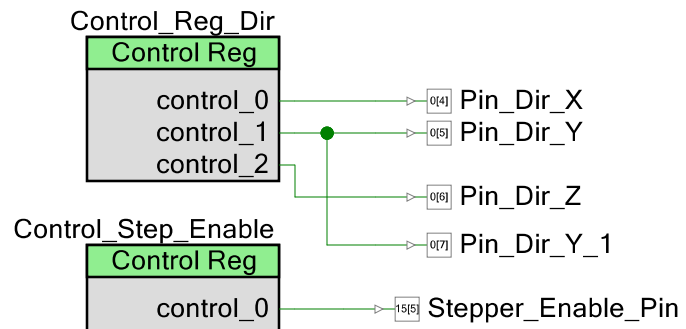 Control_Reg_Dir
Control Reg
control_0
0[4] Pin_Dir_X
control_1
0[5] Pin_Dir_Y
control_2
0[6] Pin_Dir_Z
Control_Step_Enable
0[7] Pin_Dir_Y_1
Control Reg
control_0
15[5] Stepper_Enable_Pin